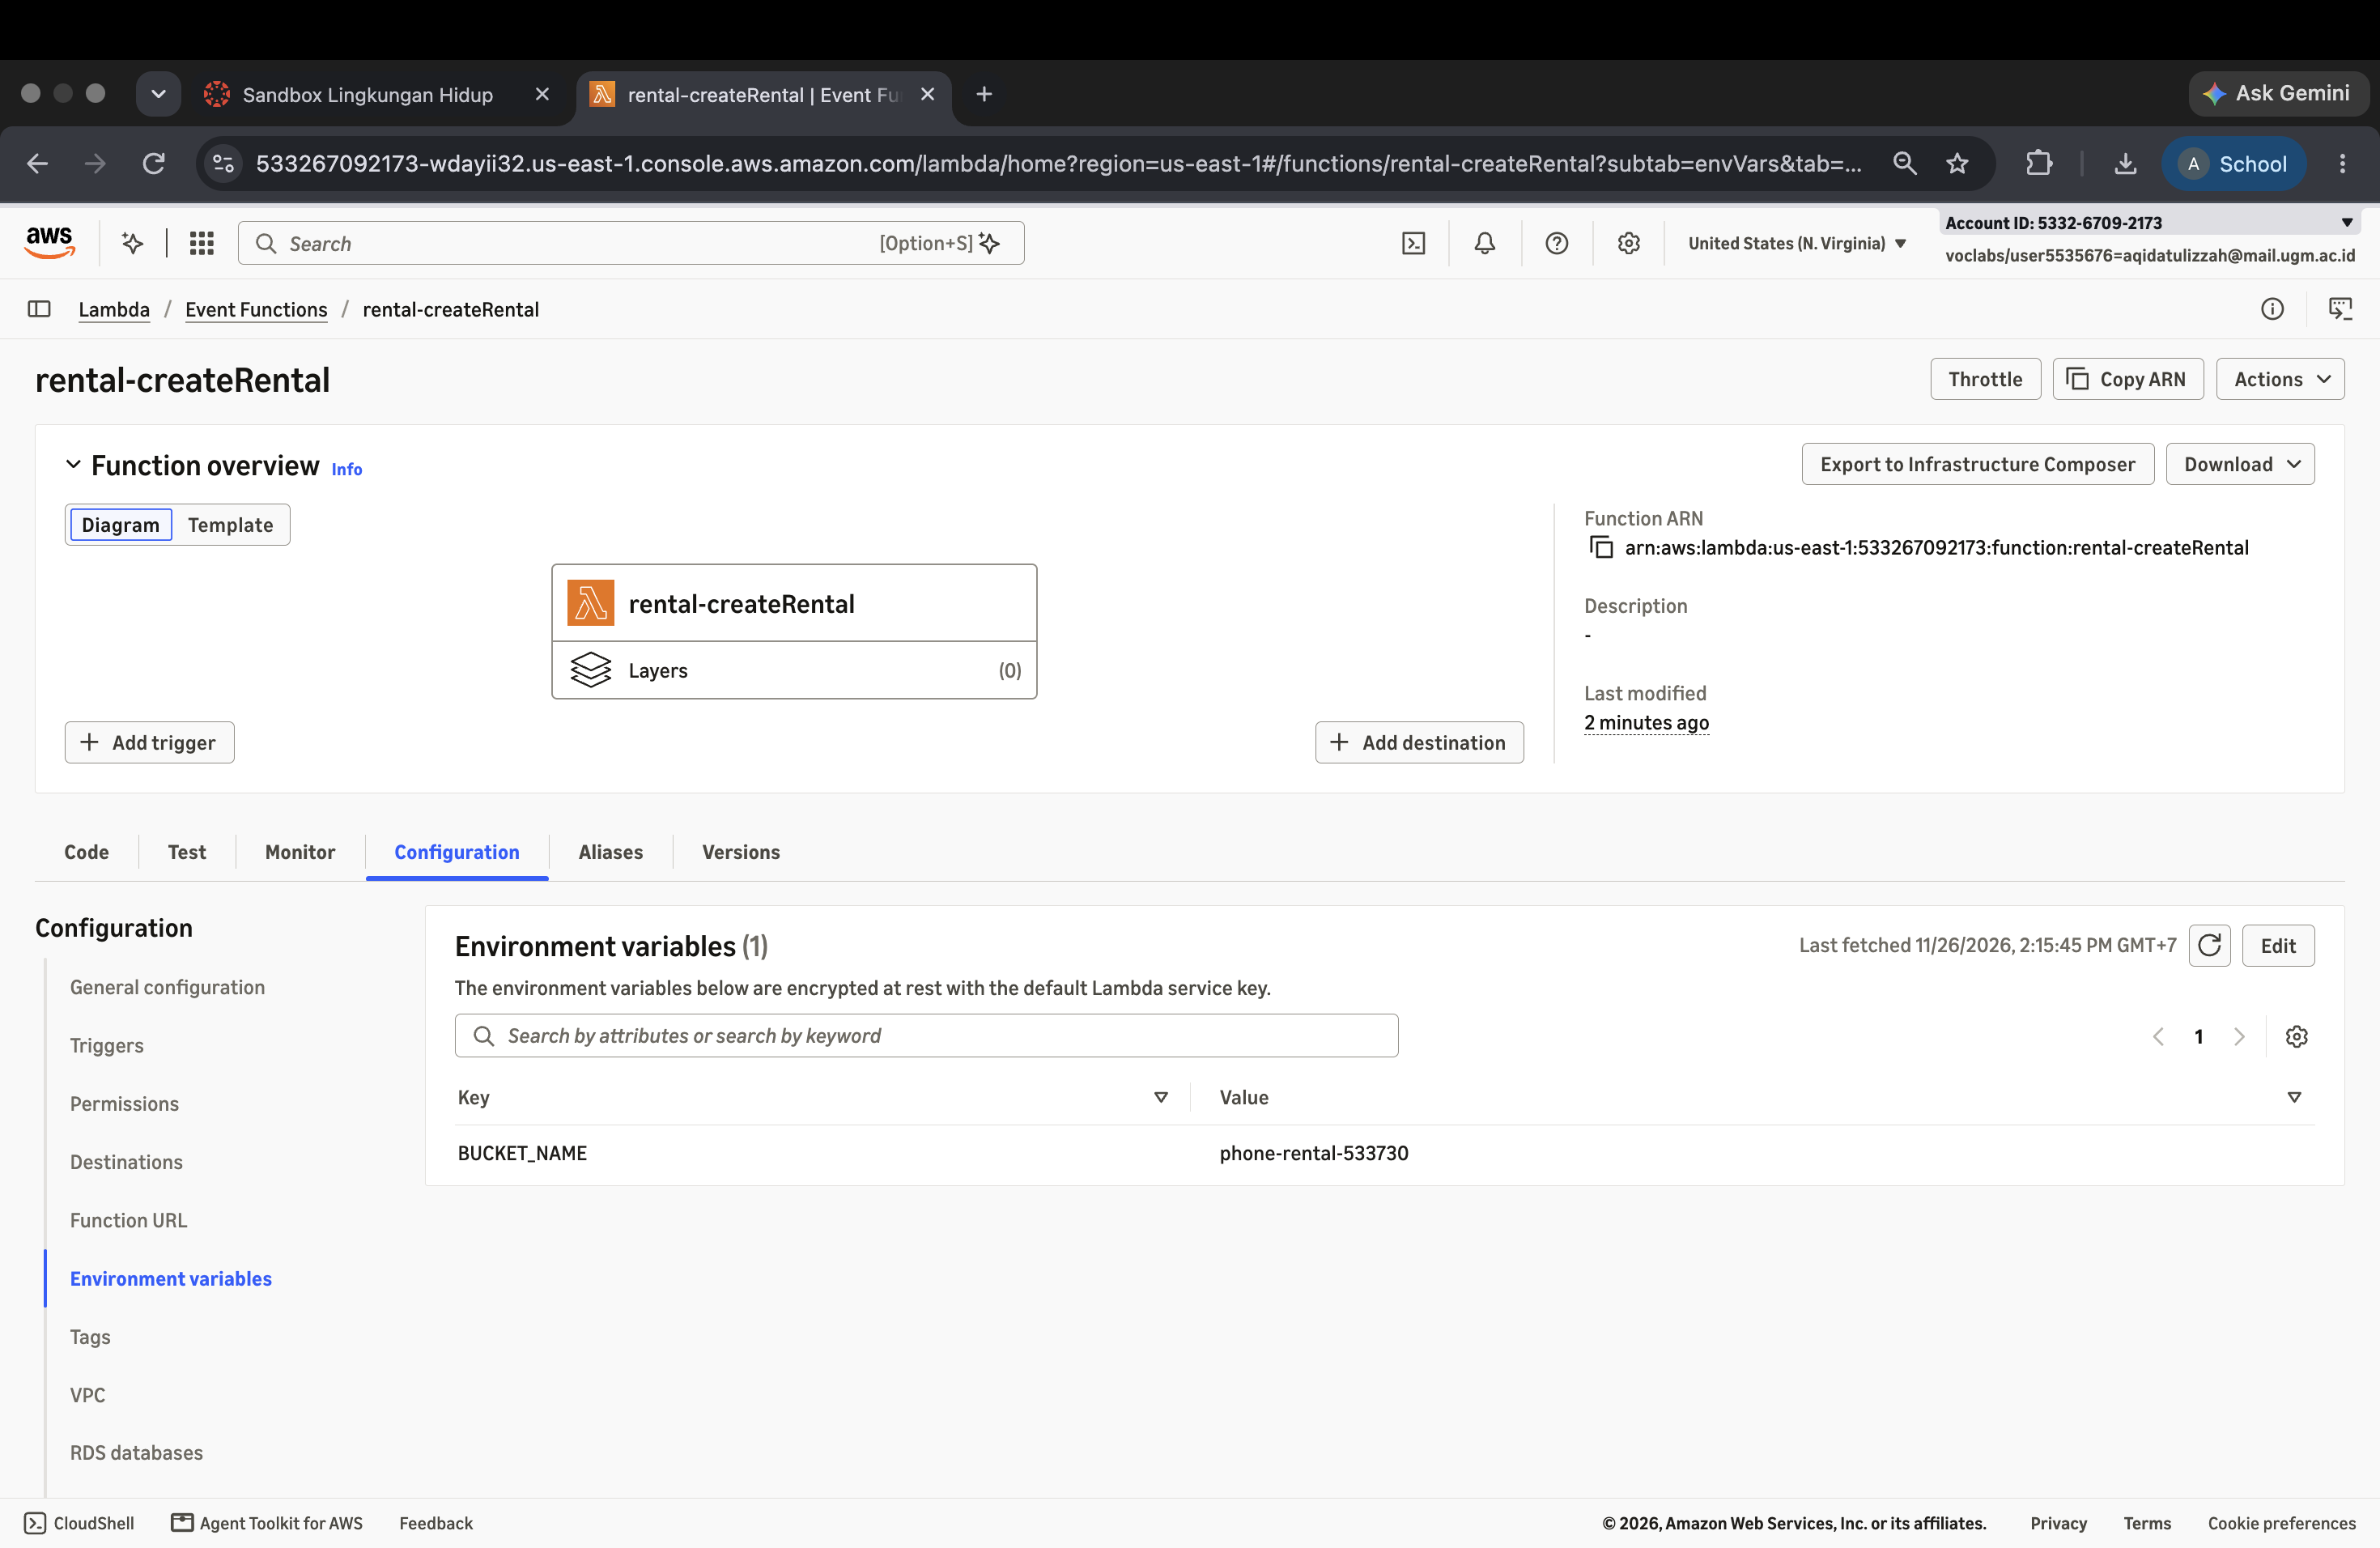 Sandbox Lingkungan Hidup
rental-createRental | Event Fu
Ask Gemini
533267092173-wdayii32.us-east-1.console.aws.amazon.com/lambda/home?region=us-east-1#/functions/rental-createRental?subtab=envVars&tab=...
A School
aws
Search [Option+S]
United States (N. Virginia)
Account ID: 5332-6709-2173
voclabs/user5535676=aqidatulizzah@mail.ugm.ac.id
Lambda / Event Functions / rental-createRental
rental-createRental
Throttle Copy ARN Actions
Function overview Info
Export to Infrastructure Composer Download
Diagram Template
rental-createRental
Layers (0)
Add trigger
Add destination
Function ARN
arn:aws:lambda:us-east-1:533267092173:function:rental-createRental
Description
-
Last modified
2 minutes ago
Code Test Monitor Configuration Aliases Versions
Configuration
General configuration
Triggers
Permissions
Destinations
Function URL
Environment variables
Tags
VPC
RDS databases
Environment variables (1)
Last fetched 11/26/2026, 2:15:45 PM GMT+7 Edit
The environment variables below are encrypted at rest with the default Lambda service key.
Search by attributes or search by keyword
1
Key Value
BUCKET_NAME phone-rental-533730
CloudShell Agent Toolkit for AWS Feedback
© 2026, Amazon Web Services, Inc. or its affiliates. Privacy Terms Cookie preferences